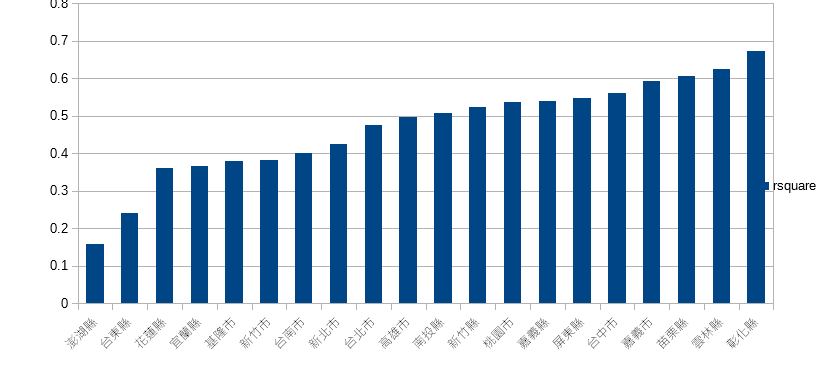 0.8
0.7
0.6
0.5
0.4
0.3
0.2
0.1
0
rsquare
澎湖縣
台東縣
花蓮縣
宜蘭縣
基隆市
新竹市
台南市
新北市
台北市
高雄市
南投縣
新竹縣
桃園市
嘉義縣
屏東縣
台中市
嘉義市
苗栗縣
雲林縣
彰化縣